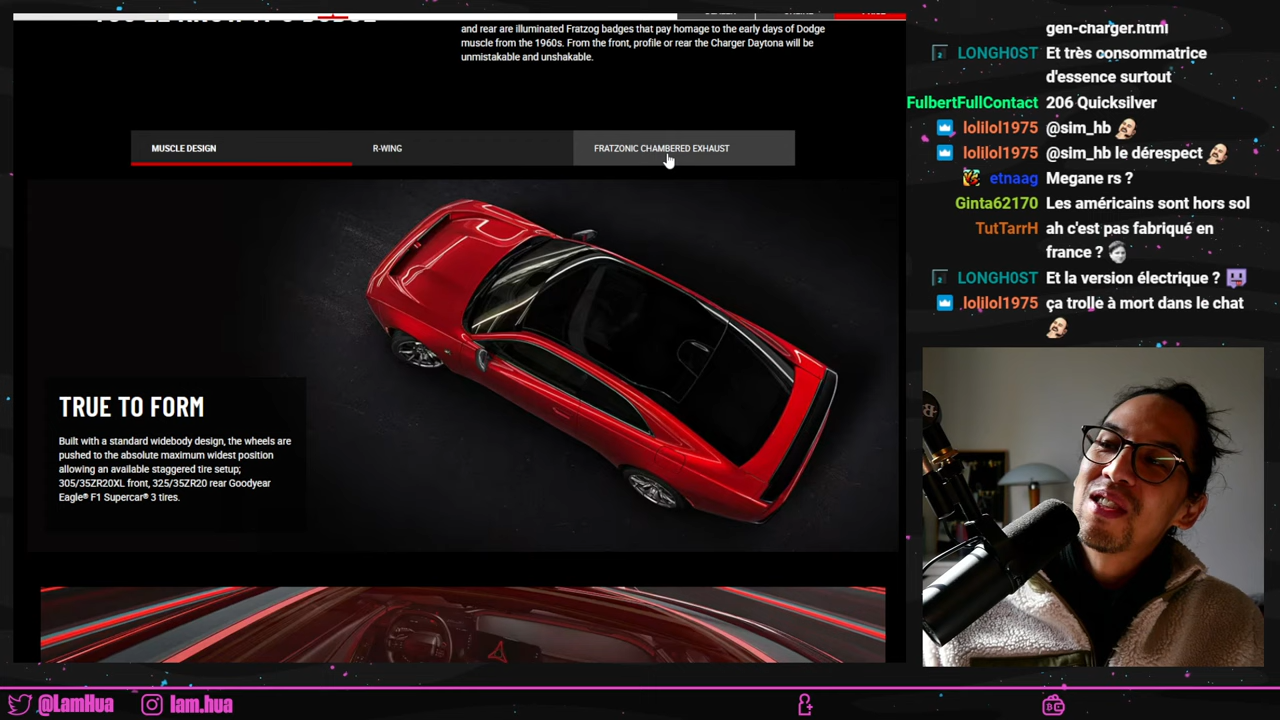 and rear are illuminated Fratzog badges that pay homage to the early days of Dodge
muscle from the 1960s. From the front, profile or rear the Charger Daytona will be
unmistakable and unshakable.
MUSCLE DESIGN
R-WING
FRATZONIC CHAMBERED EXHAUST
TRUE TO FORM
Built with a standard widebody design, the wheels are
pushed to the absolute maximum widest position
allowing an available staggered tire setup;
305/35ZR20XL front, 325/35ZR20 rear Goodyear
Eagle® F1 Supercar® 3 tires.
gen-charger.html
LONGH0ST Et très consommatrice
d'essence surtout
FulbertFullContact 206 Quicksilver
lolilol1975 @sim_hb
lolilol1975 @sim_hb le dérespect
etnaag Megane rs ?
Ginta62170 Les américains sont hors sol
TutTarrH ah c'est pas fabriqué en
france ?
LONGH0ST Et la version électrique ?
lolilol1975 ça trolle à mort dans le chat
@LamHua
lam.hua